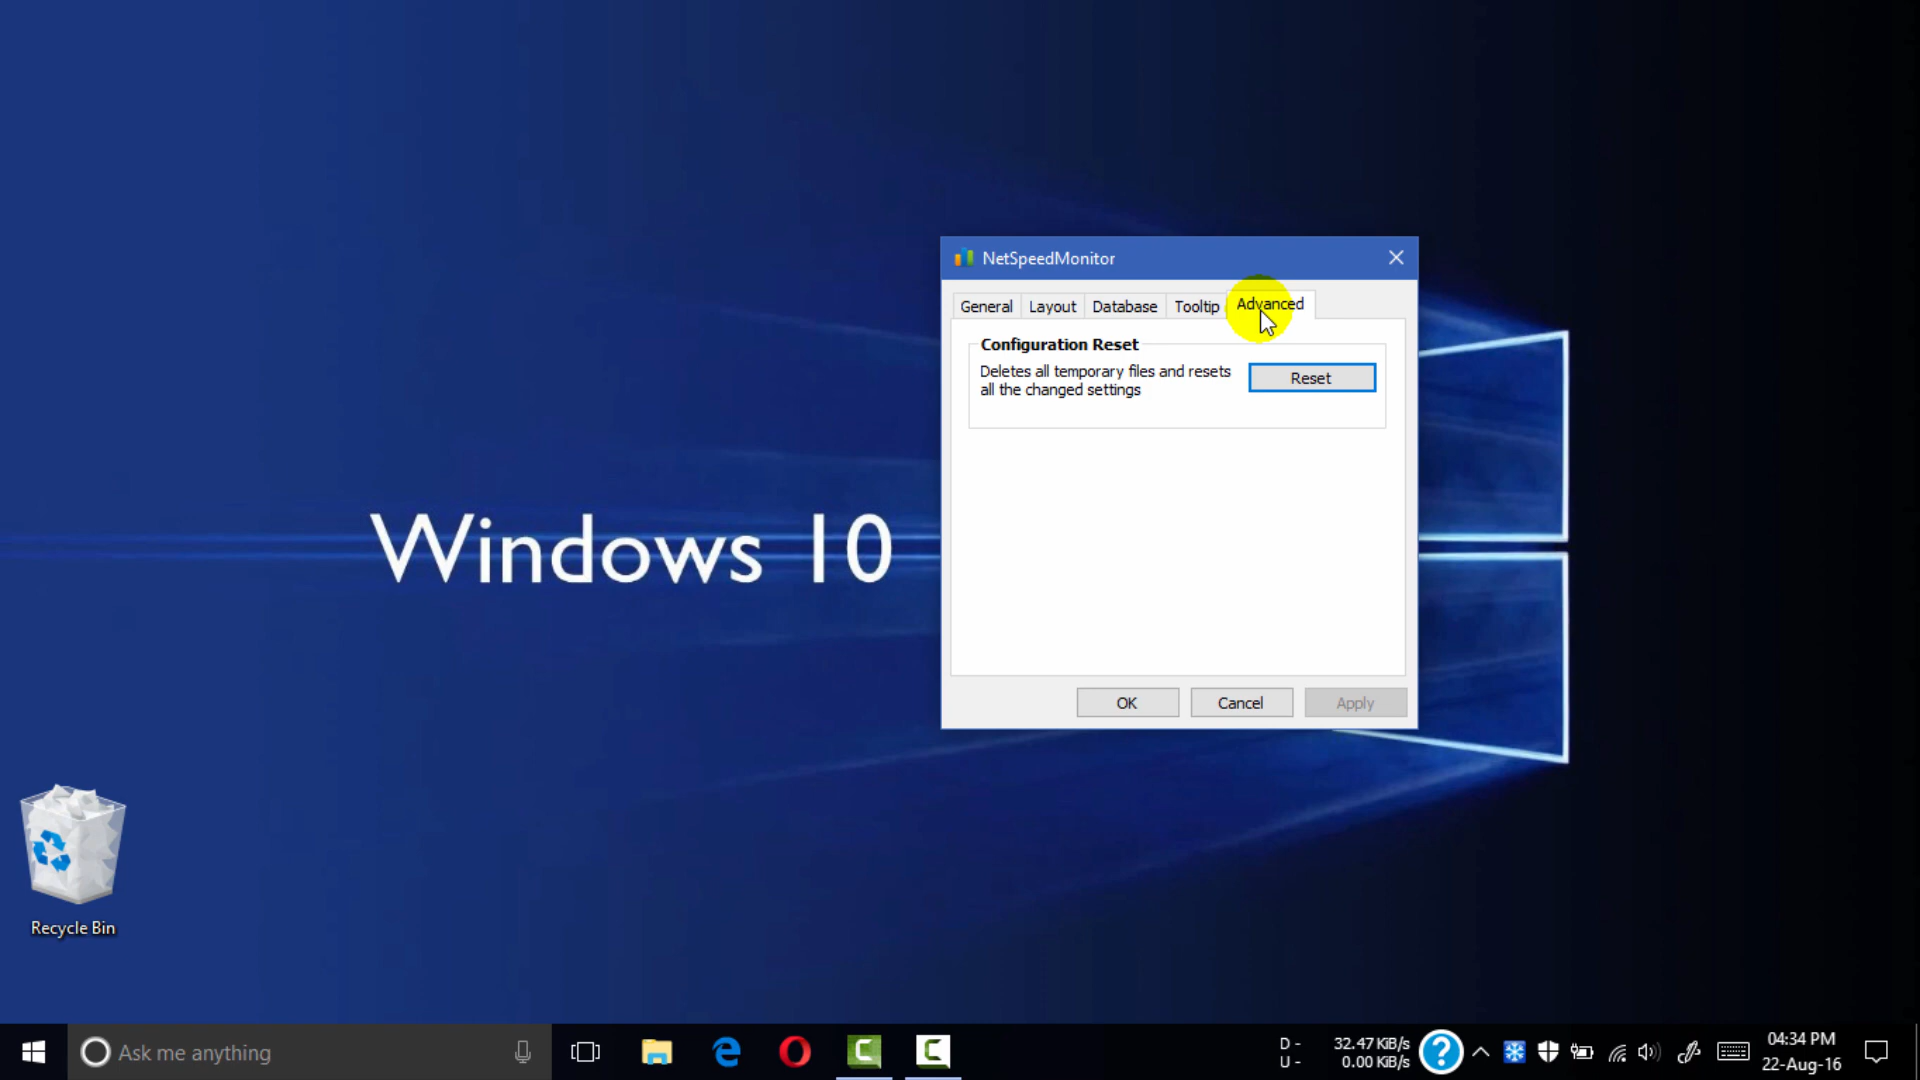 NetSpeedMonitor
General Layout Database Tooltip Advanced
Configuration Reset
Deletes all temporary files and resets
all the changed settings
Reset
Windows 10
OK Cancel Apply
Recycle Bin
Ask me anything
D - 32.47 KiB/s
U - 0.00 KiB/s
04:34 PM
22-Aug-16